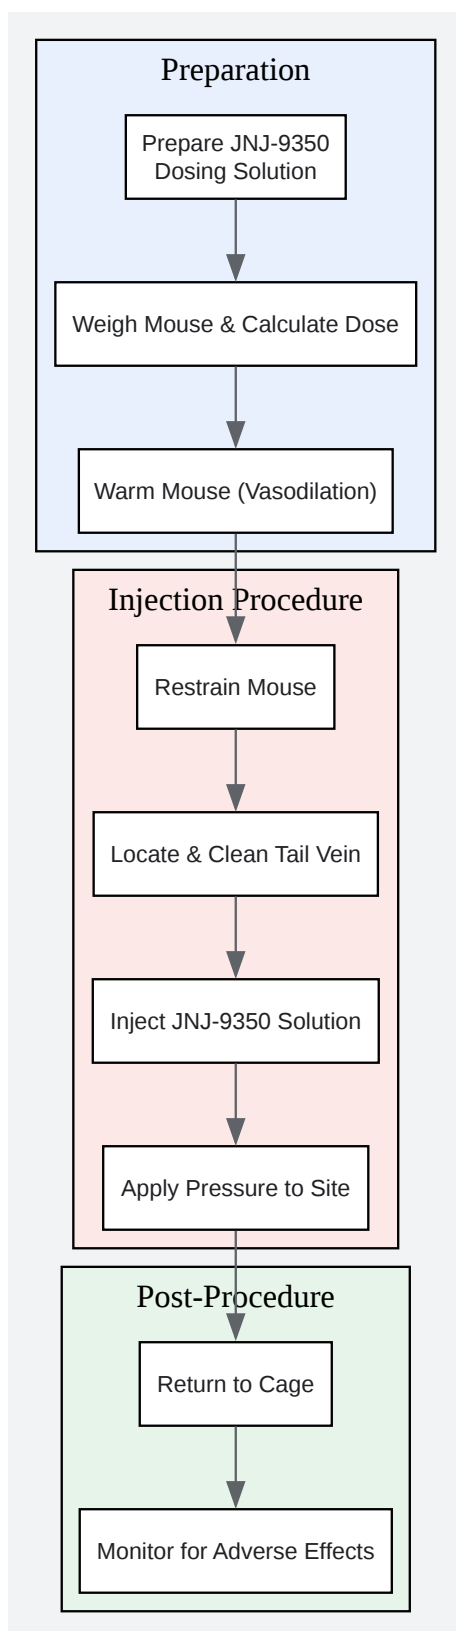 Preparation
Prepare JNJ-9350
Dosing Solution
Weigh Mouse & Calculate Dose
Warm Mouse (Vasodilation)
Injection Procedure
Restrain Mouse
Locate & Clean Tail Vein
Inject JNJ-9350 Solution
Apply Pressure to Site
Post-Procedure
Return to Cage
Monitor for Adverse Effects